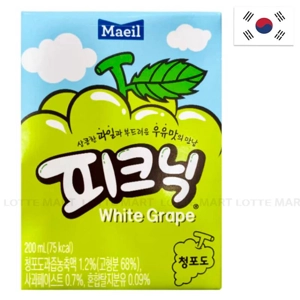 Maeil
상큼한 과일과 부드러운 우유맛의 만남
피크닉
White Grape
LOTTE MART LOTTE MART
200 mL(75 kcal)
청포도과즙농축액 1.2%(고형분 68%),
사과페이스트 0.7%, 혼합탈지분유 0.09%
청포도